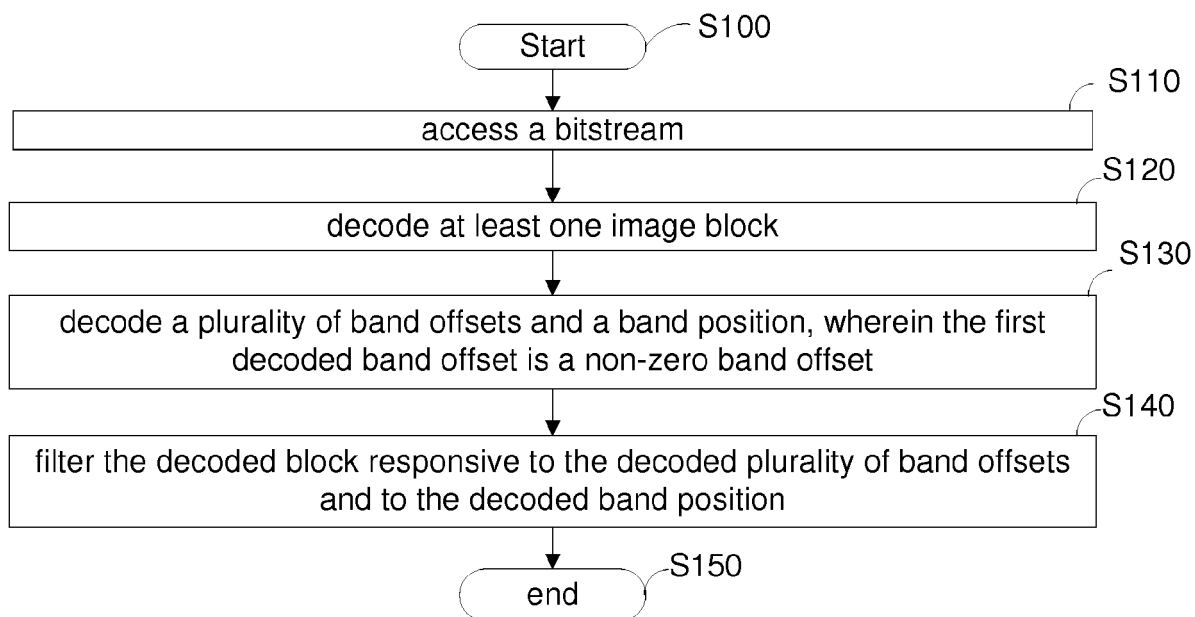 Start
S100
S110
access a bitstream
S120
decode at least one image block
S130
decode a plurality of band offsets and a band position, wherein the first
decoded band offset is a non-zero band offset
S140
filter the decoded block responsive to the decoded plurality of band offsets
and to the decoded band position
S150
end